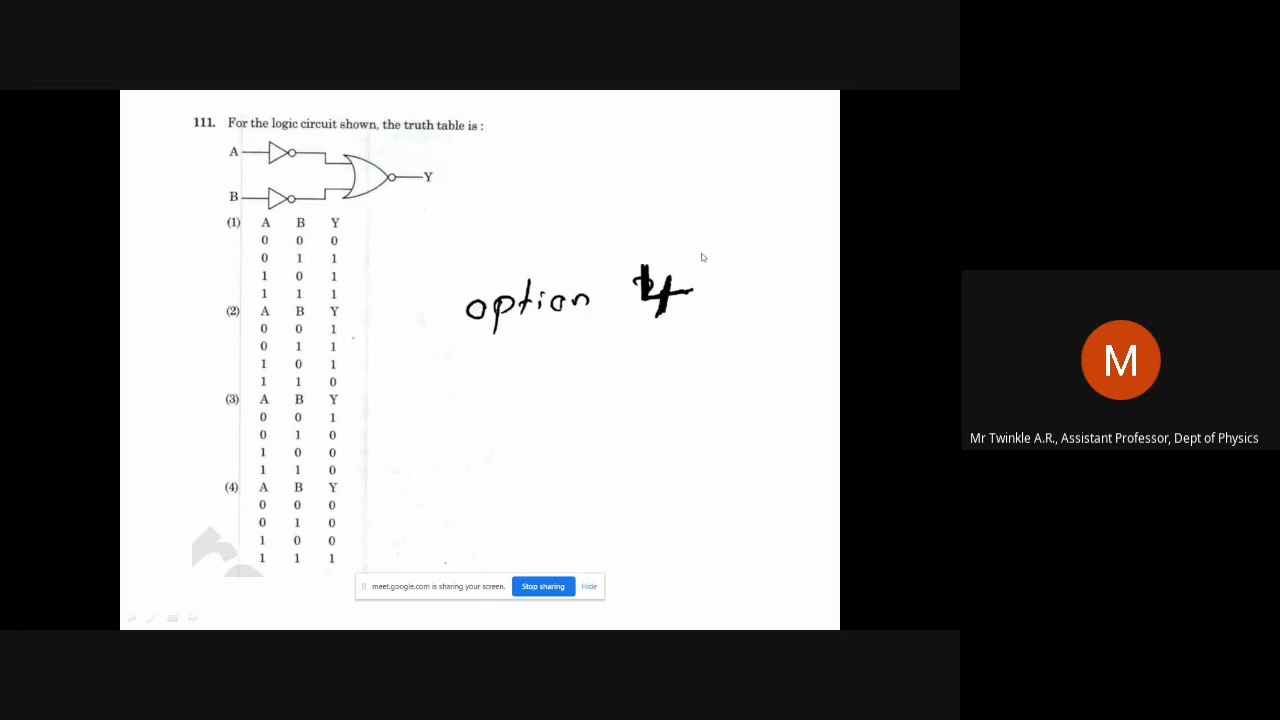 111. For the logic circuit shown, the truth table is :
A
Y
B
(1) A B Y
0 0 0
0 1 1
1 0 1
1 1 1
(2) A B Y
0 0 1
0 1 1
1 0 1
1 1 0
(3) A B Y
0 0 1
0 1 0
1 0 0
1 1 0
(4) A B Y
0 0 0
0 1 0
1 0 0
1 1 1
option 4
meet.google.com is sharing your screen. Stop sharing Hide
M
Mr Twinkle A.R., Assistant Professor, Dept of Physics